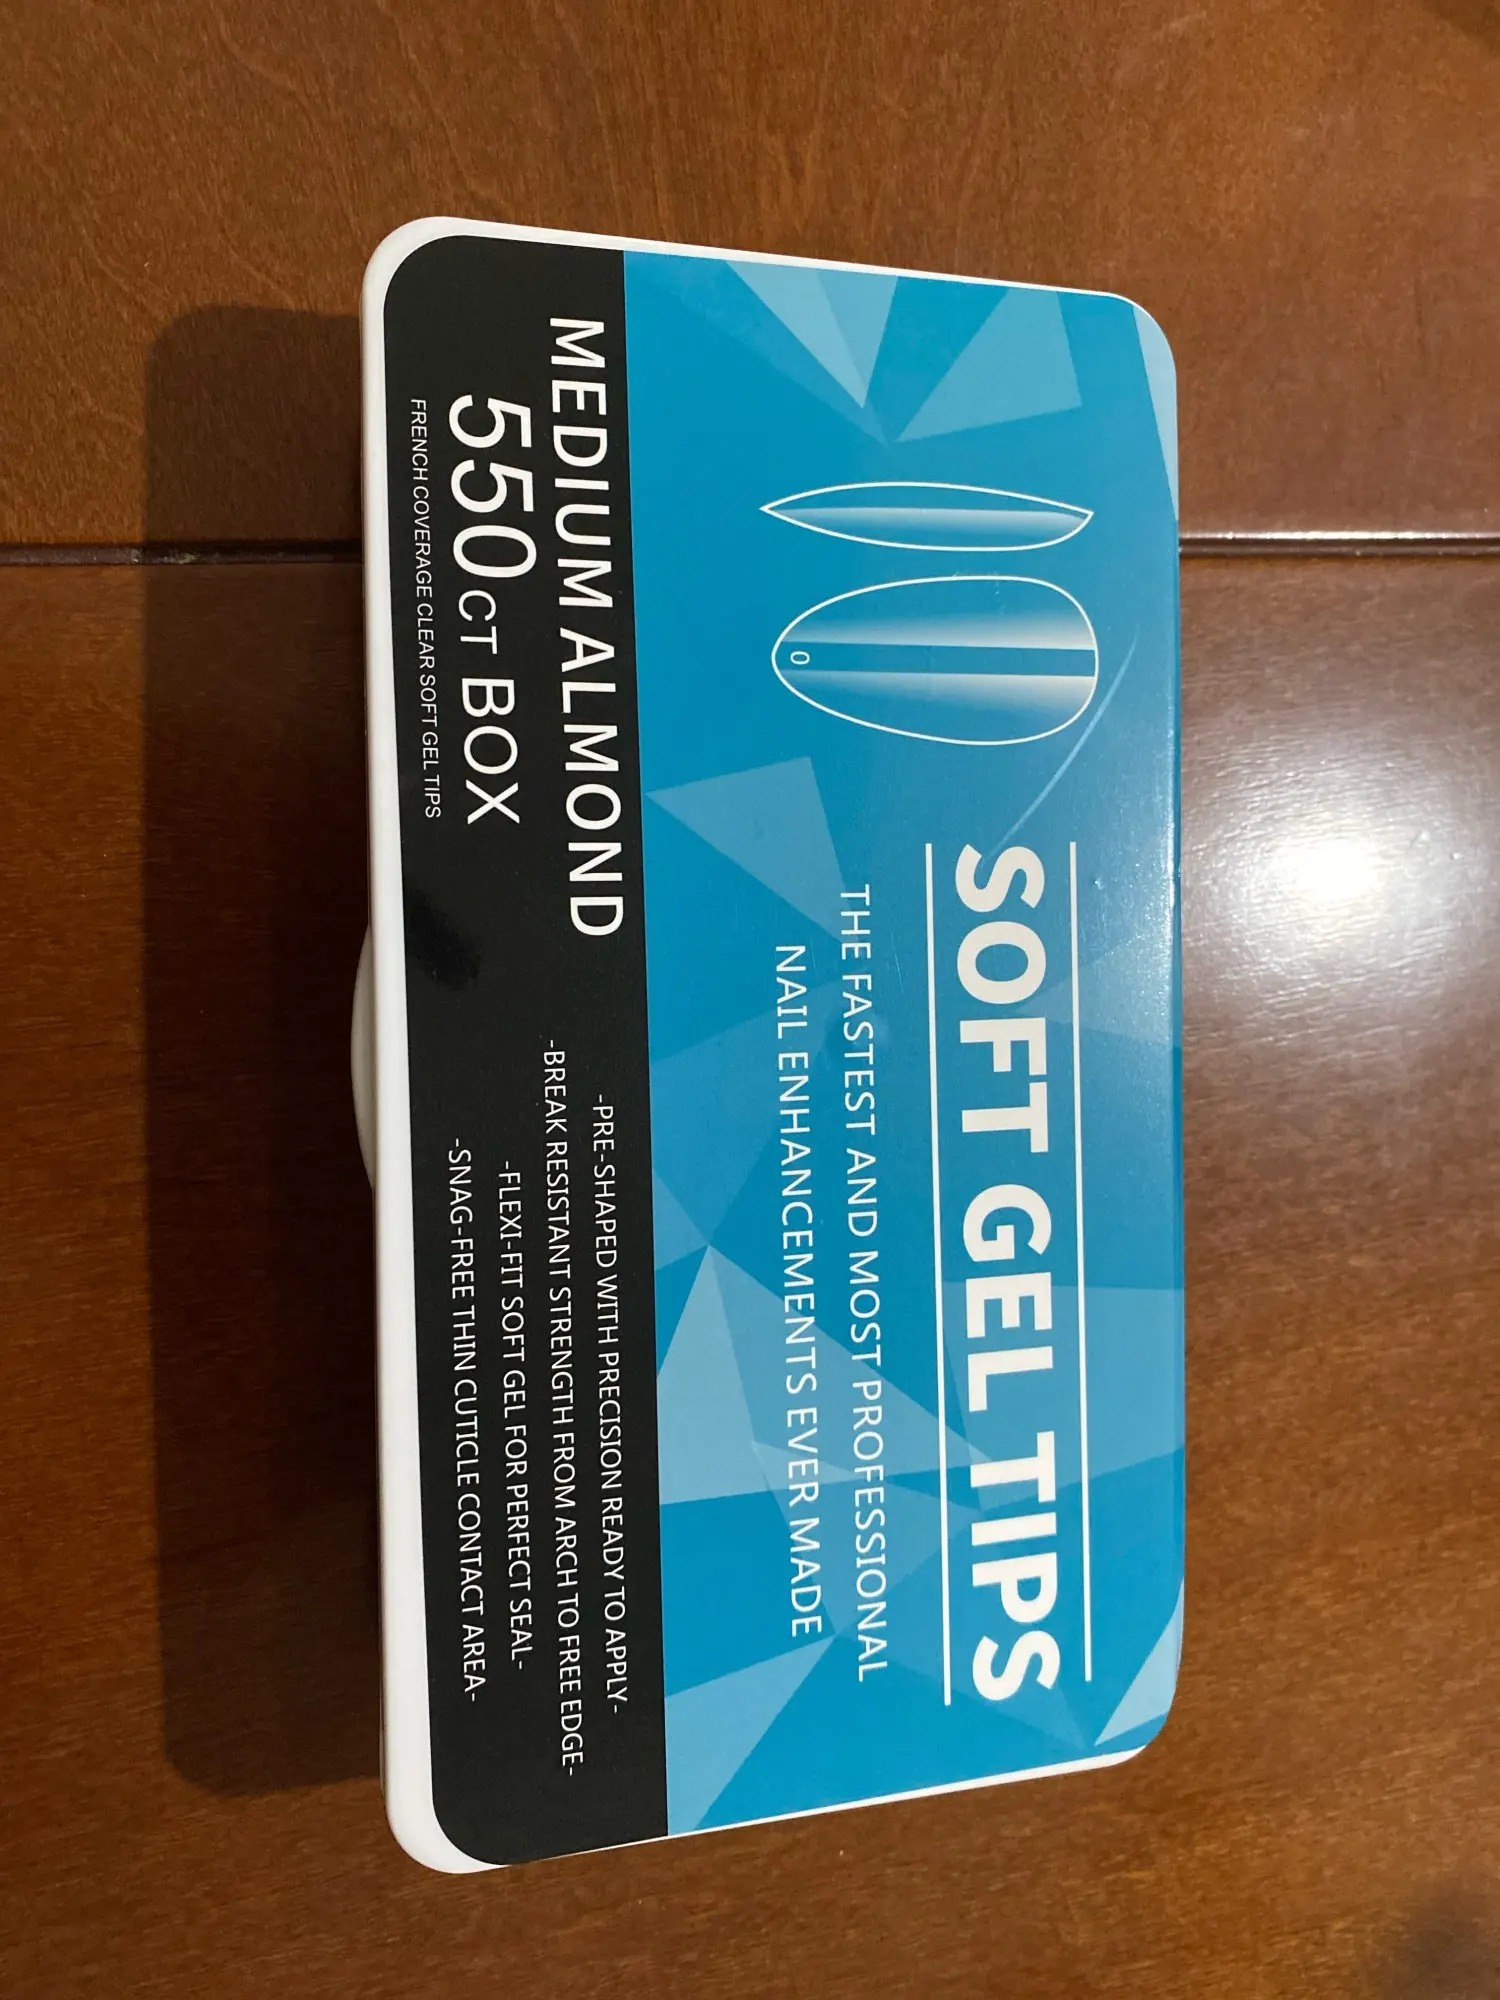 SOFT GEL TIPS
THE FASTEST AND MOST PROFESSIONAL
NAIL ENHANCEMENTS EVER MADE
0
MEDIUM ALMOND
550CT BOX
FRENCH COVERAGE CLEAR SOFT GEL TIPS
-PRE-SHAPED WITH PRECISION READY TO APPLY-
-BREAK RESISTANT STRENGTH FROM ARCH TO FREE EDGE-
-FLEXI-FIT SOFT GEL FOR PERFECT SEAL-
-SNAG-FREE THIN CUTICLE CONTACT AREA-